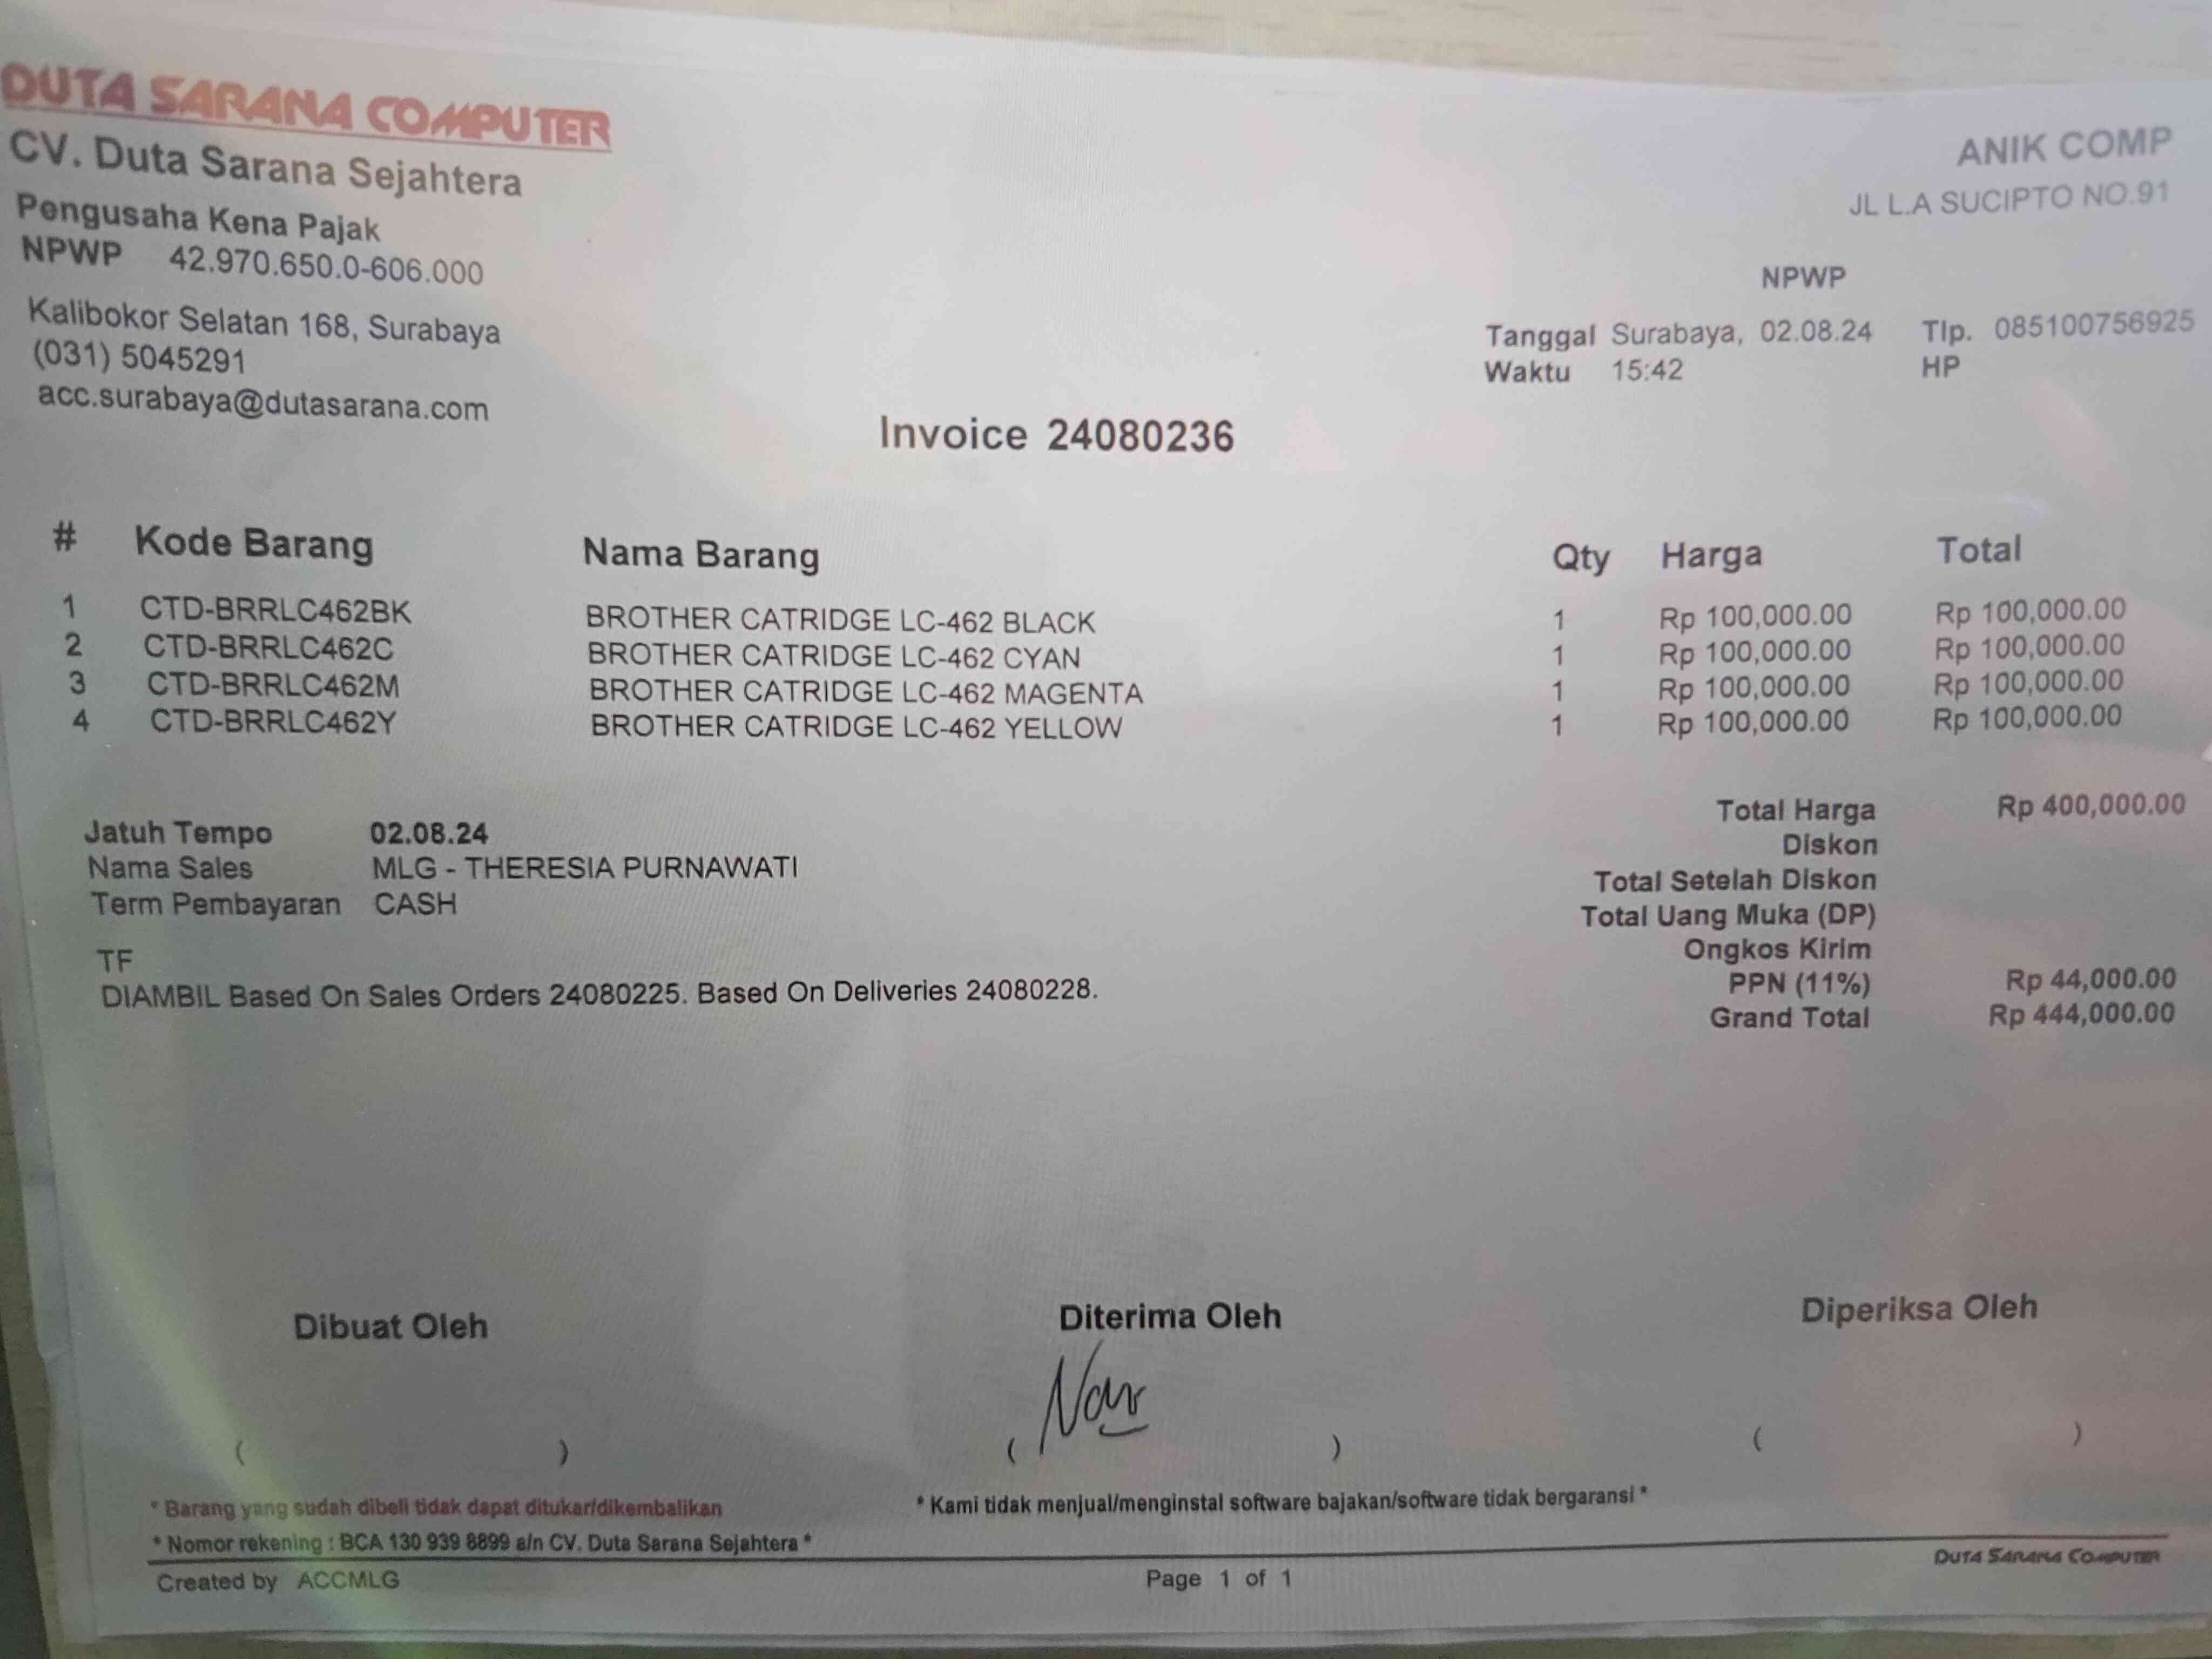 DUTA SARANA COMPUTER
CV. Duta Sarana Sejahtera
Pengusaha Kena Pajak
NPWP 42.970.650.0-606.000
Kalibokor Selatan 168, Surabaya
(031) 5045291
acc.surabaya@dutasarana.com
ANIK COMP
JL L.A SUCIPTO NO.91
NPWP
Tanggal Surabaya, 02.08.24 Tlp. 085100756925
Waktu 15:42 HP
Invoice 24080236
# Kode Barang Nama Barang Qty Harga Total
1 CTD-BRRLC462BK BROTHER CATRIDGE LC-462 BLACK 1 Rp 100,000.00 Rp 100,000.00
2 CTD-BRRLC462C BROTHER CATRIDGE LC-462 CYAN 1 Rp 100,000.00 Rp 100,000.00
3 CTD-BRRLC462M BROTHER CATRIDGE LC-462 MAGENTA 1 Rp 100,000.00 Rp 100,000.00
4 CTD-BRRLC462Y BROTHER CATRIDGE LC-462 YELLOW 1 Rp 100,000.00 Rp 100,000.00
Jatuh Tempo 02.08.24
Nama Sales MLG - THERESIA PURNAWATI
Term Pembayaran CASH
TF
DIAMBIL Based On Sales Orders 24080225. Based On Deliveries 24080228.
Total Harga Rp 400,000.00
Diskon
Total Setelah Diskon
Total Uang Muka (DP)
Ongkos Kirim
PPN (11%) Rp 44,000.00
Grand Total Rp 444,000.00
Dibuat Oleh Diterima Oleh Diperiksa Oleh
( ) ( ) ( )
* Barang yang sudah dibeli tidak dapat ditukar/dikembalikan
* Kami tidak menjual/menginstal software bajakan/software tidak bergaransi *
* Nomor rekening : BCA 130 939 8899 a/n CV. Duta Sarana Sejahtera *
DUTA SARANA COMPUTER
Created by ACCMLG Page 1 of 1